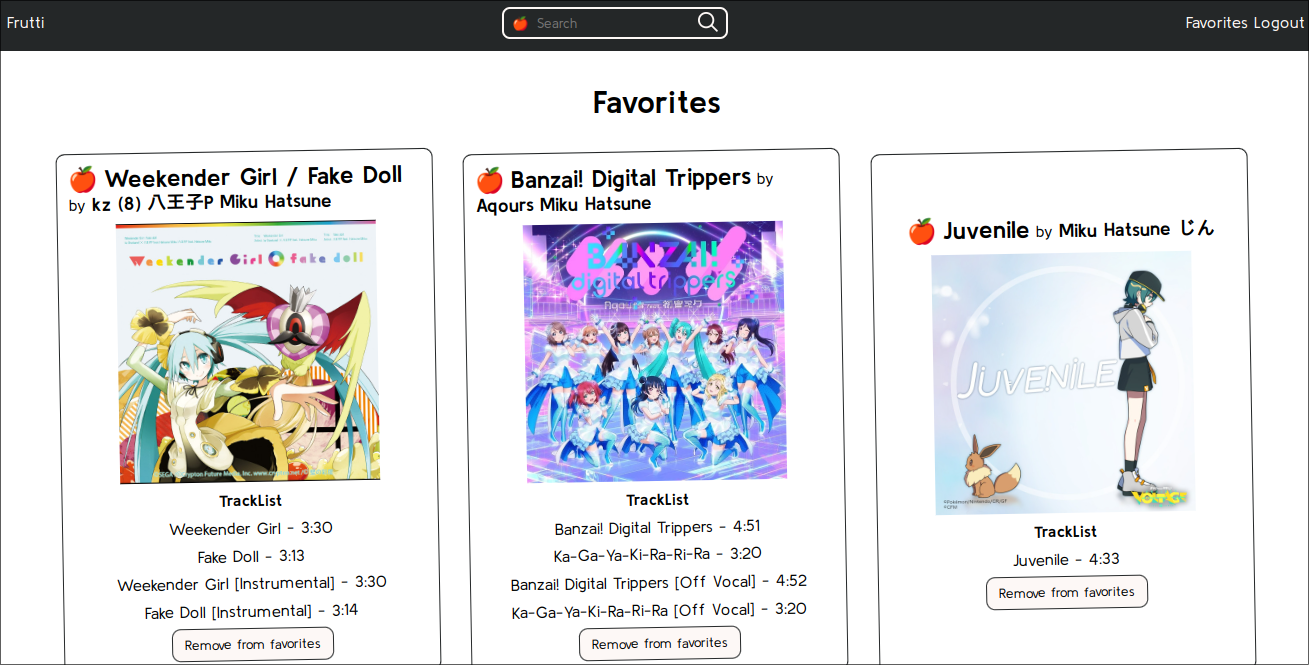 Frutti
Search
Favorites Logout
Favorites
Weekender Girl / Fake Doll
by kz (8) 八王子P Miku Hatsune
Weekender Girl fake doll
TrackList
Weekender Girl - 3:30
Fake Doll - 3:13
Weekender Girl [Instrumental] - 3:30
Fake Doll [Instrumental] - 3:14
Remove from favorites
Banzai! Digital Trippers by
Aqours Miku Hatsune
BANZAI!
digital trippers
TrackList
Banzai! Digital Trippers - 4:51
Ka-Ga-Ya-Ki-Ra-Ri-Ra - 3:20
Banzai! Digital Trippers [Off Vocal] - 4:52
Ka-Ga-Ya-Ki-Ra-Ri-Ra [Off Vocal] - 3:20
Remove from favorites
Juvenile by Miku Hatsune じん
JUVENILE
VOLTAGE
TrackList
Juvenile - 4:33
Remove from favorites